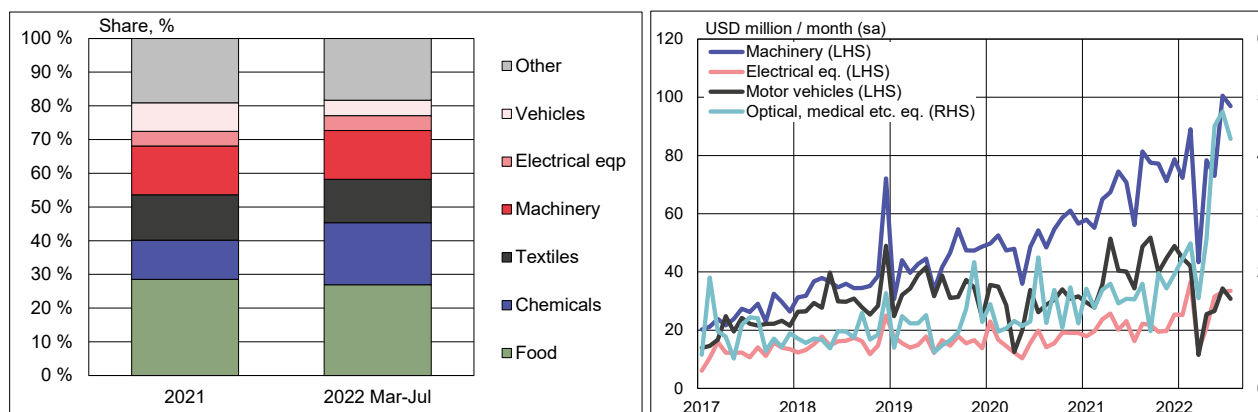 Share, %
100 %
90 %
80 %
70 %
60 %
50 %
40 %
30 %
20 %
10 %
0 %
2021
2022 Mar-Jul
Other
Vehicles
Electrical eqp
Machinery
Textiles
Chemicals
Food
USD million / month (sa)
Machinery (LHS)
Electrical eq. (LHS)
Motor vehicles (LHS)
Optical, medical etc. eq. (RHS)
120
100
80
60
40
20
0
2017 2018 2019 2020 2021 2022